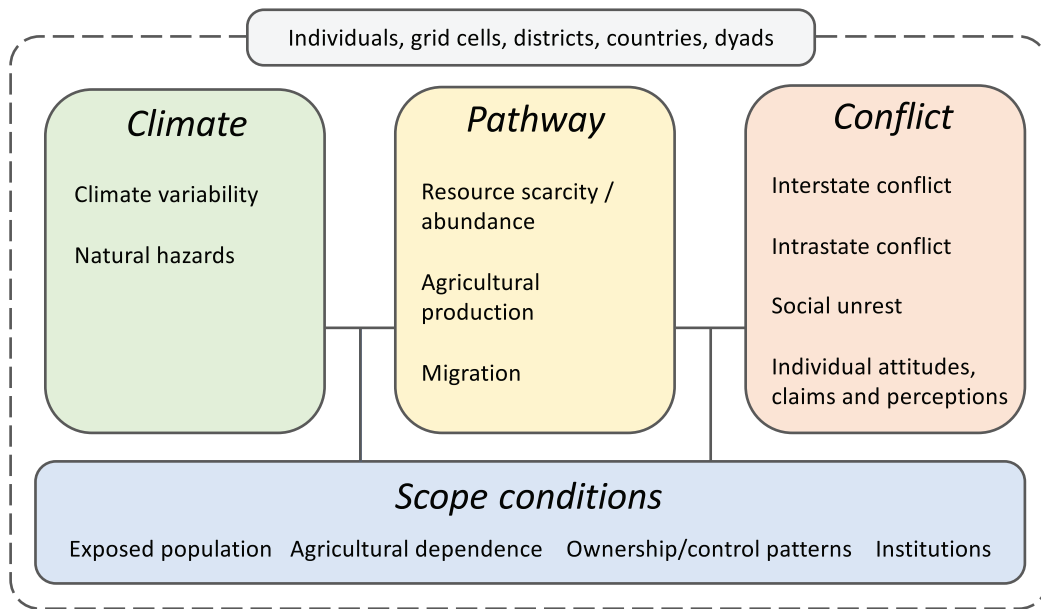 Individuals, grid cells, districts, countries, dyads
Climate
Climate variability
Natural hazards
Pathway
Resource scarcity /
abundance
Agricultural
production
Migration
Conflict
Interstate conflict
Intrastate conflict
Social unrest
Individual attitudes,
claims and perceptions
Scope conditions
Exposed population Agricultural dependence Ownership/control patterns Institutions